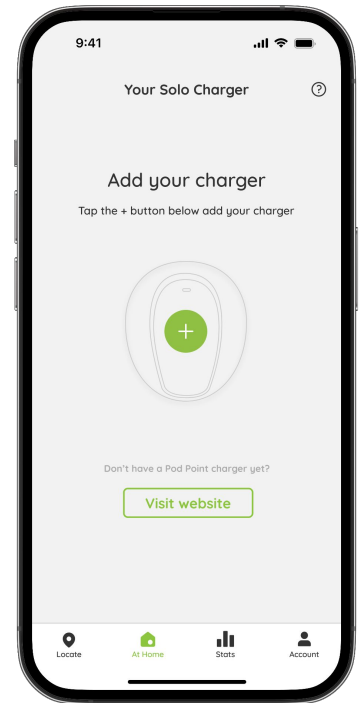 9:41
Your Solo Charger
?
Add your charger
Tap the + button below add your charger
+
Don't have a Pod Point charger yet?
Visit website
Locate At Home Stats Account